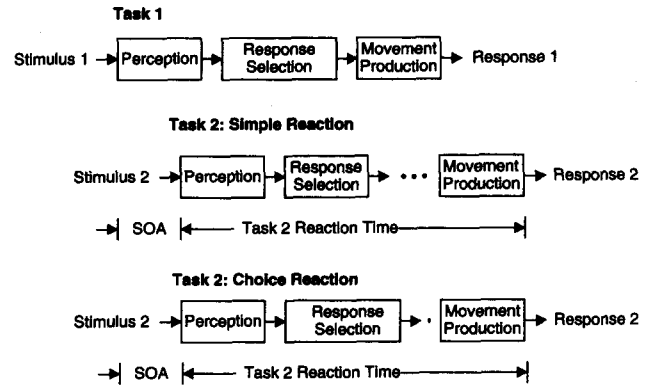 Task 1
Stimulus 1 Perception Response Selection Movement Production Response 1
Task 2: Simple Reaction
Stimulus 2 Perception Response Selection Movement Production Response 2
SOA Task 2 Reaction Time
Task 2: Choice Reaction
Stimulus 2 Perception Response Selection Movement Production Response 2
SOA Task 2 Reaction Time